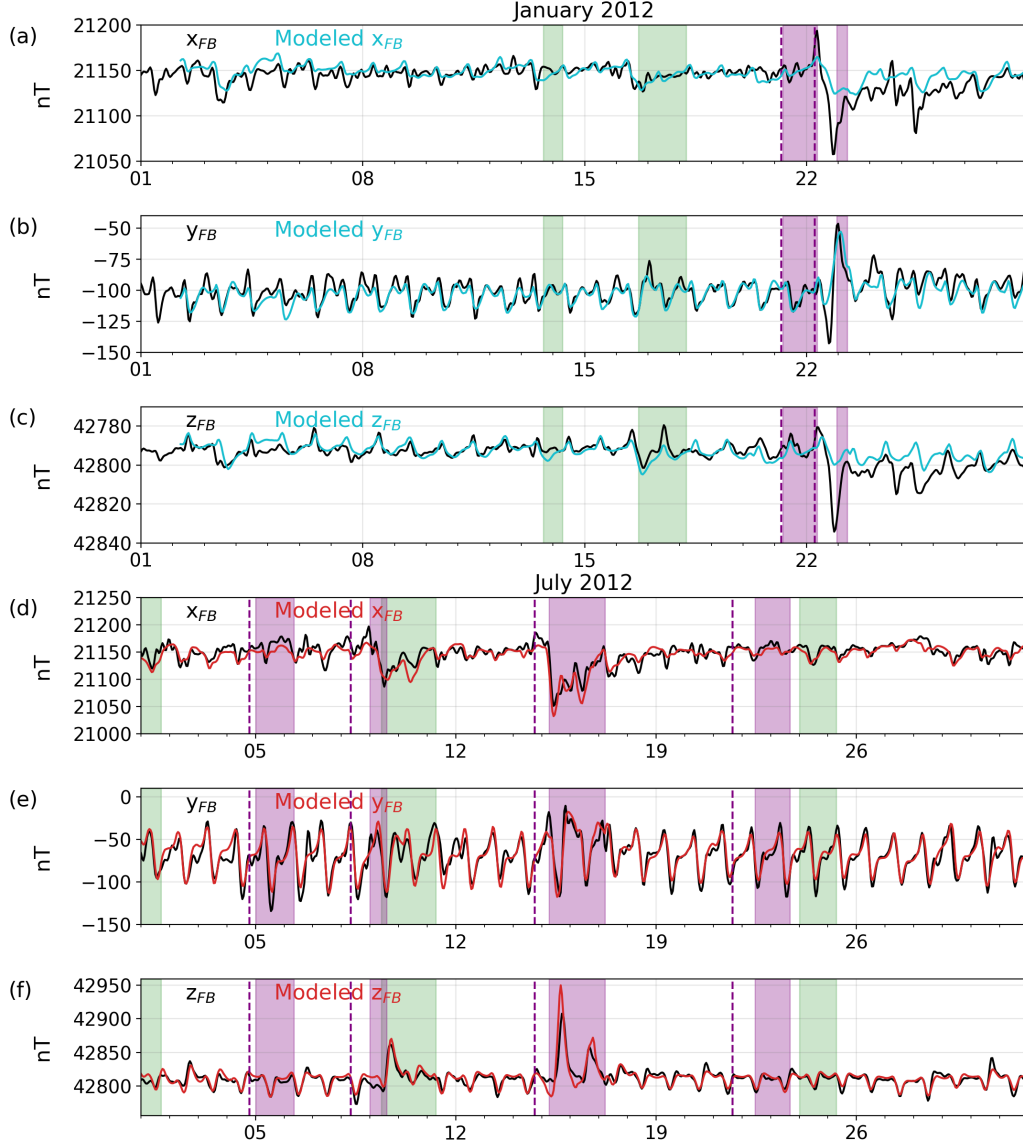 January 2012
(a)
x_FB Modeled x_FB
nT
21200
21150
21100
21050
01 08 15 22
(b)
y_FB Modeled y_FB
nT
−50
−75
−100
−125
−150
01 08 15 22
(c)
z_FB Modeled z_FB
nT
42780
42800
42820
42840
01 08 15 22
July 2012
(d)
x_FB Modeled x_FB
nT
21250
21200
21150
21100
21050
21000
05 12 19 26
(e)
y_FB Modeled y_FB
nT
0
−50
−100
−150
05 12 19 26
(f)
z_FB Modeled z_FB
nT
42950
42900
42850
42800
05 12 19 26